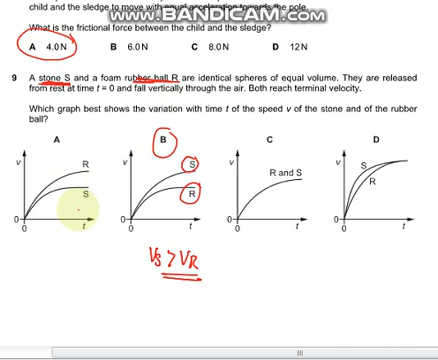 child and the sledge to move with equal acceleration towards the pole.
WWW.BANDICAM.COM
What is the frictional force between the child and the sledge?
A 4.0 N B 6.0 N C 8.0 N D 12 N
9 A stone S and a foam rubber ball R are identical spheres of equal volume. They are released
from rest at time t = 0 and fall vertically through the air. Both reach terminal velocity.
Which graph best shows the variation with time t of the speed v of the stone and of the rubber
ball?
A B C D
v R S 0 0 t
v S R 0 0 t
v R and S 0 0 t
v S R 0 0 t
Vs > VR